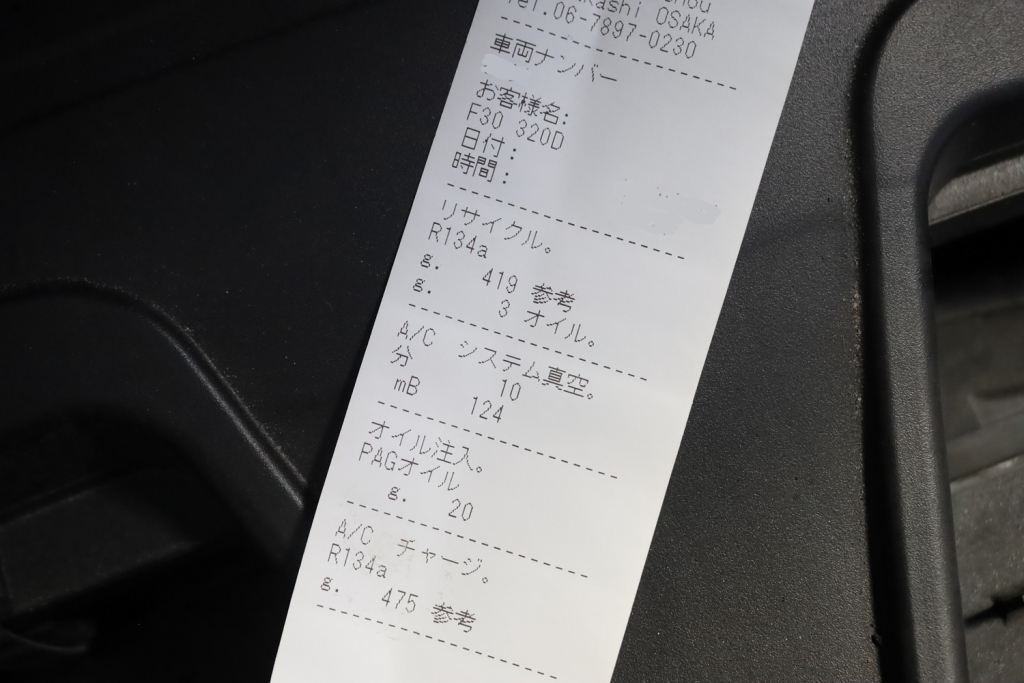 akashi OSAKA
Tel.06-7897-0230
車両ナンバー
お客様名:
F30 320D
日付:
時間:
リサイクル。
R134a
g. 419 参考
g. 3 オイル。
A/C システム真空。
分 10
mB 124
オイル注入。
PAGオイル
g. 20
A/C チャージ。
R134a
g. 475 参考